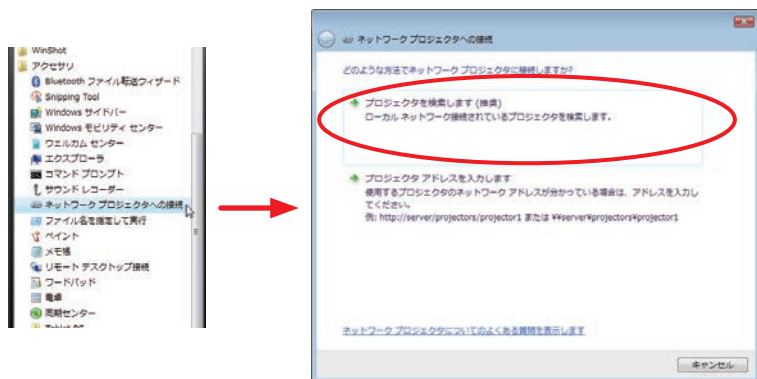 WinShot
アクセサリ
Bluetooth ファイル転送ウィザード
Snipping Tool
Windows サイドバー
Windows モビリティ センター
ウェルカム センター
エクスプローラ
コマンド プロンプト
サウンド レコーダー
ネットワーク プロジェクタへの接続
ファイル名を指定して実行
ペイント
メモ帳
リモート デスクトップ接続
ワードパッド
電卓
同期センター
Tablet PC
ネットワーク プロジェクタへの接続
どのような方法でネットワーク プロジェクタに接続しますか?
プロジェクタを検索します (推奨)
ローカル ネットワーク接続されているプロジェクタを検索します。
プロジェクタ アドレスを入力します
使用するプロジェクタのネットワーク アドレスが分かっている場合は、アドレスを入力し
てください。
例: http://server/projectors/projector1 または ¥¥server¥projectors¥projector1
ネットワーク プロジェクタについてのよくある質問を表示します
キャンセル